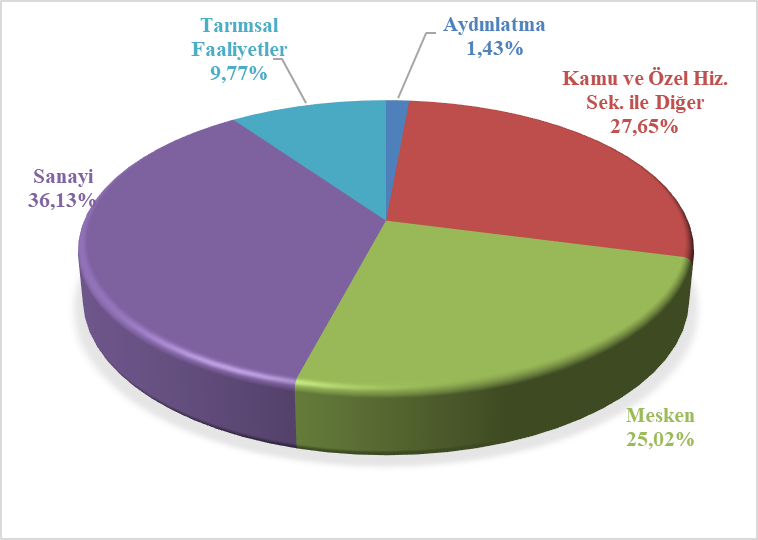 Tarımsal
Faaliyetler
9,77%
Aydınlatma
1,43%
Kamu ve Özel Hiz.
Sek. ile Diğer
27,65%
Sanayi
36,13%
Mesken
25,02%